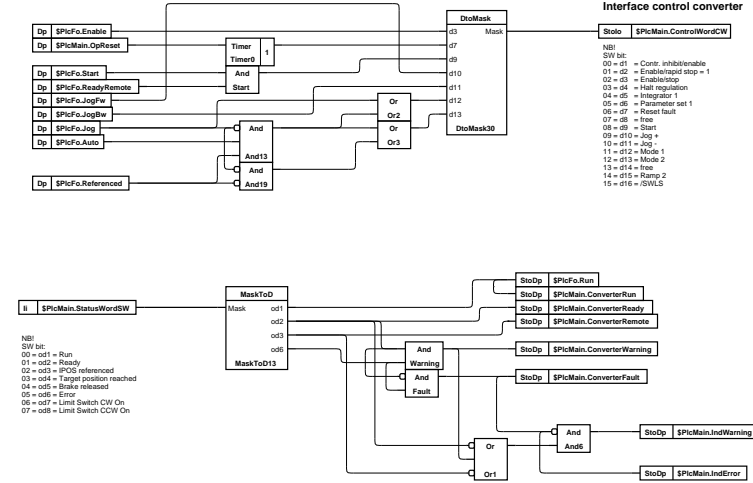 Interface control converter
DtoMask
Dp $PlcFo.Enable
d3 Mask
StoIo $PlcMain.ControlWordCW
Dp $PlcMain.OpReset
Timer
Timer0
1
d7
d9
Dp $PlcFo.Start
And
Start
d10
Dp $PlcFo.ReadyRemote
d11
Dp $PlcFo.JogFw
Or
Or2
d12
Dp $PlcFo.JogBw
d13
Dp $PlcFo.Jog
And
And13
Or
Or3
DtoMask30
Dp $PlcFo.Auto
And
And19
Dp $PlcFo.Referenced
NB!
SW bit:
00 = d1 = Contr. inhibit/enable
01 = d2 = Enable/rapid stop = 1
02 = d3 = Enable/stop
03 = d4 = Halt regulation
04 = d5 = Integrator 1
05 = d6 = Parameter set 1
06 = d7 = Reset fault
07 = d8 = free
08 = d9 = Start
09 = d10 = Jog +
10 = d11 = Jog -
11 = d12 = Mode 1
12 = d13 = Mode 2
13 = d14 = free
14 = d15 = Ramp 2
15 = d16 = /SWLS
Ii $PlcMain.StatusWordSW
MaskToD
Mask od1
od2
od3
od6
MaskToD13
StoDp $PlcFo.Run
StoDp $PlcMain.ConverterRun
StoDp $PlcMain.ConverterReady
StoDp $PlcMain.ConverterRemote
And
Warning
StoDp $PlcMain.ConverterWarning
And
Fault
StoDp $PlcMain.ConverterFault
And
And6
StoDp $PlcMain.IndWarning
Or
Or1
StoDp $PlcMain.IndError
NB!
SW bit:
00 = od1 = Run
01 = od2 = Ready
02 = od3 = IPOS referenced
03 = od4 = Target position reached
04 = od5 = Brake released
05 = od6 = Error
06 = od7 = Limit Switch CW On
07 = od8 = Limit Switch CCW On